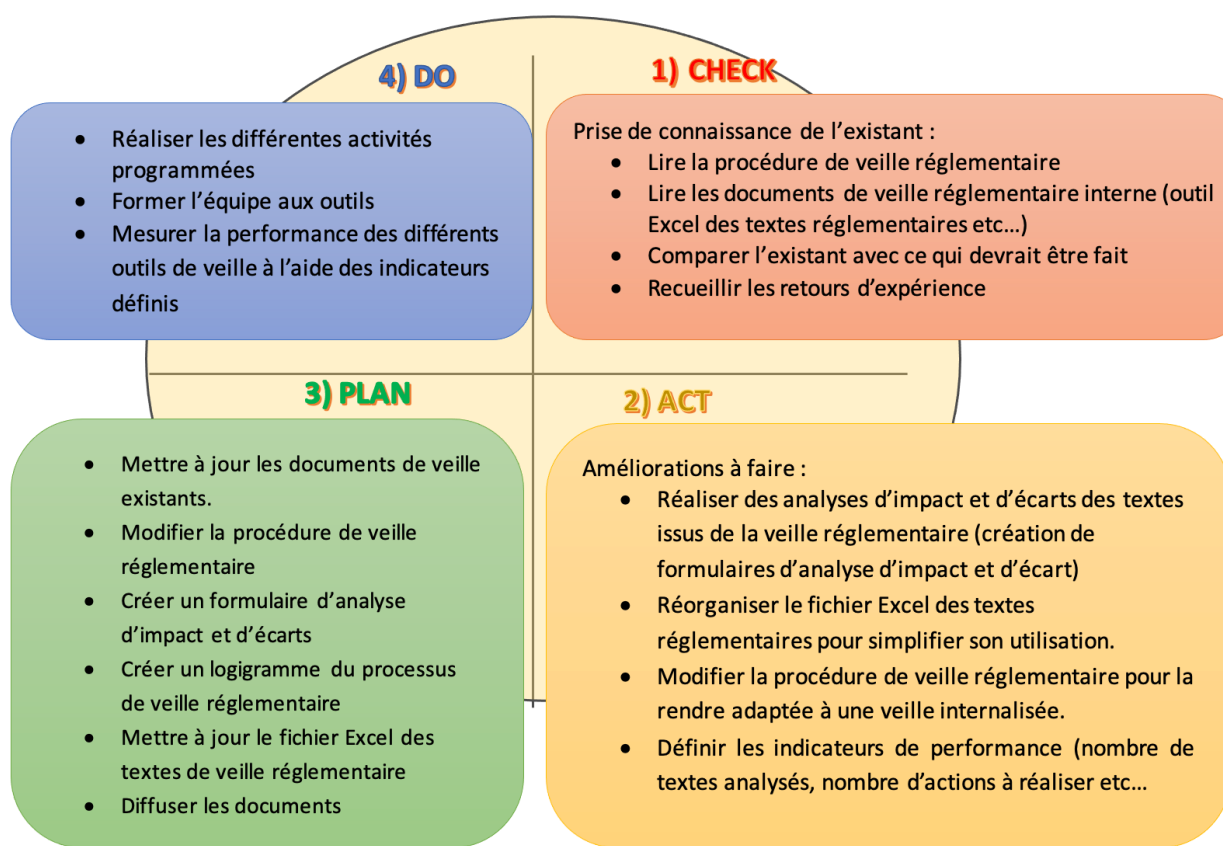 4) DO
Réaliser les différentes activités
programmées
Former l'équipe aux outils
Mesurer la performance des différents
outils de veille à l'aide des indicateurs
définis
1) CHECK
Prise de connaissance de l'existant :
Lire la procédure de veille réglementaire
Lire les documents de veille réglementaire interne (outil
Excel des textes réglementaires etc...)
Comparer l'existant avec ce qui devrait être fait
Recueillir les retours d'expérience
3) PLAN
Mettre à jour les documents de veille
existants.
Modifier la procédure de veille
réglementaire
Créer un formulaire d'analyse
d'impact et d'écarts
Créer un logigramme du processus
de veille réglementaire
Mettre à jour le fichier Excel des
textes de veille réglementaire
Diffuser les documents
2) ACT
Améliorations à faire :
Réaliser des analyses d'impact et d'écarts des textes
issus de la veille réglementaire (création de
formulaires d'analyse d'impact et d'écart)
Réorganiser le fichier Excel des textes
réglementaires pour simplifier son utilisation.
Modifier la procédure de veille réglementaire pour la
rendre adaptée à une veille internalisée.
Définir les indicateurs de performance (nombre de
textes analysés, nombre d'actions à réaliser etc...